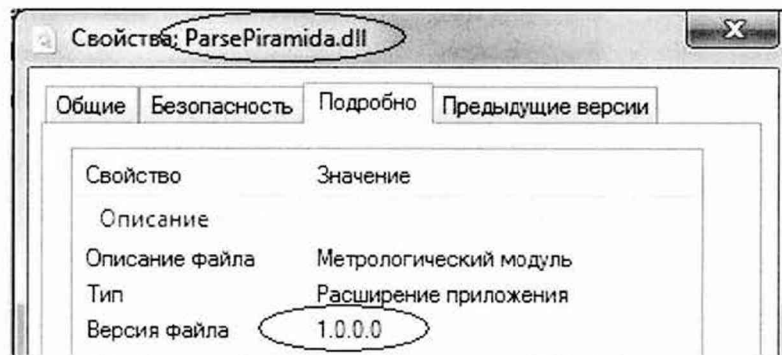 Свойства: ParsePiramida.dll
Общие Безопасность Подробно Предыдущие версии
Свойство Значение
Описание
Описание файла Метрологический модуль
Тип Расширение приложения
Версия файла 1.0.0.0